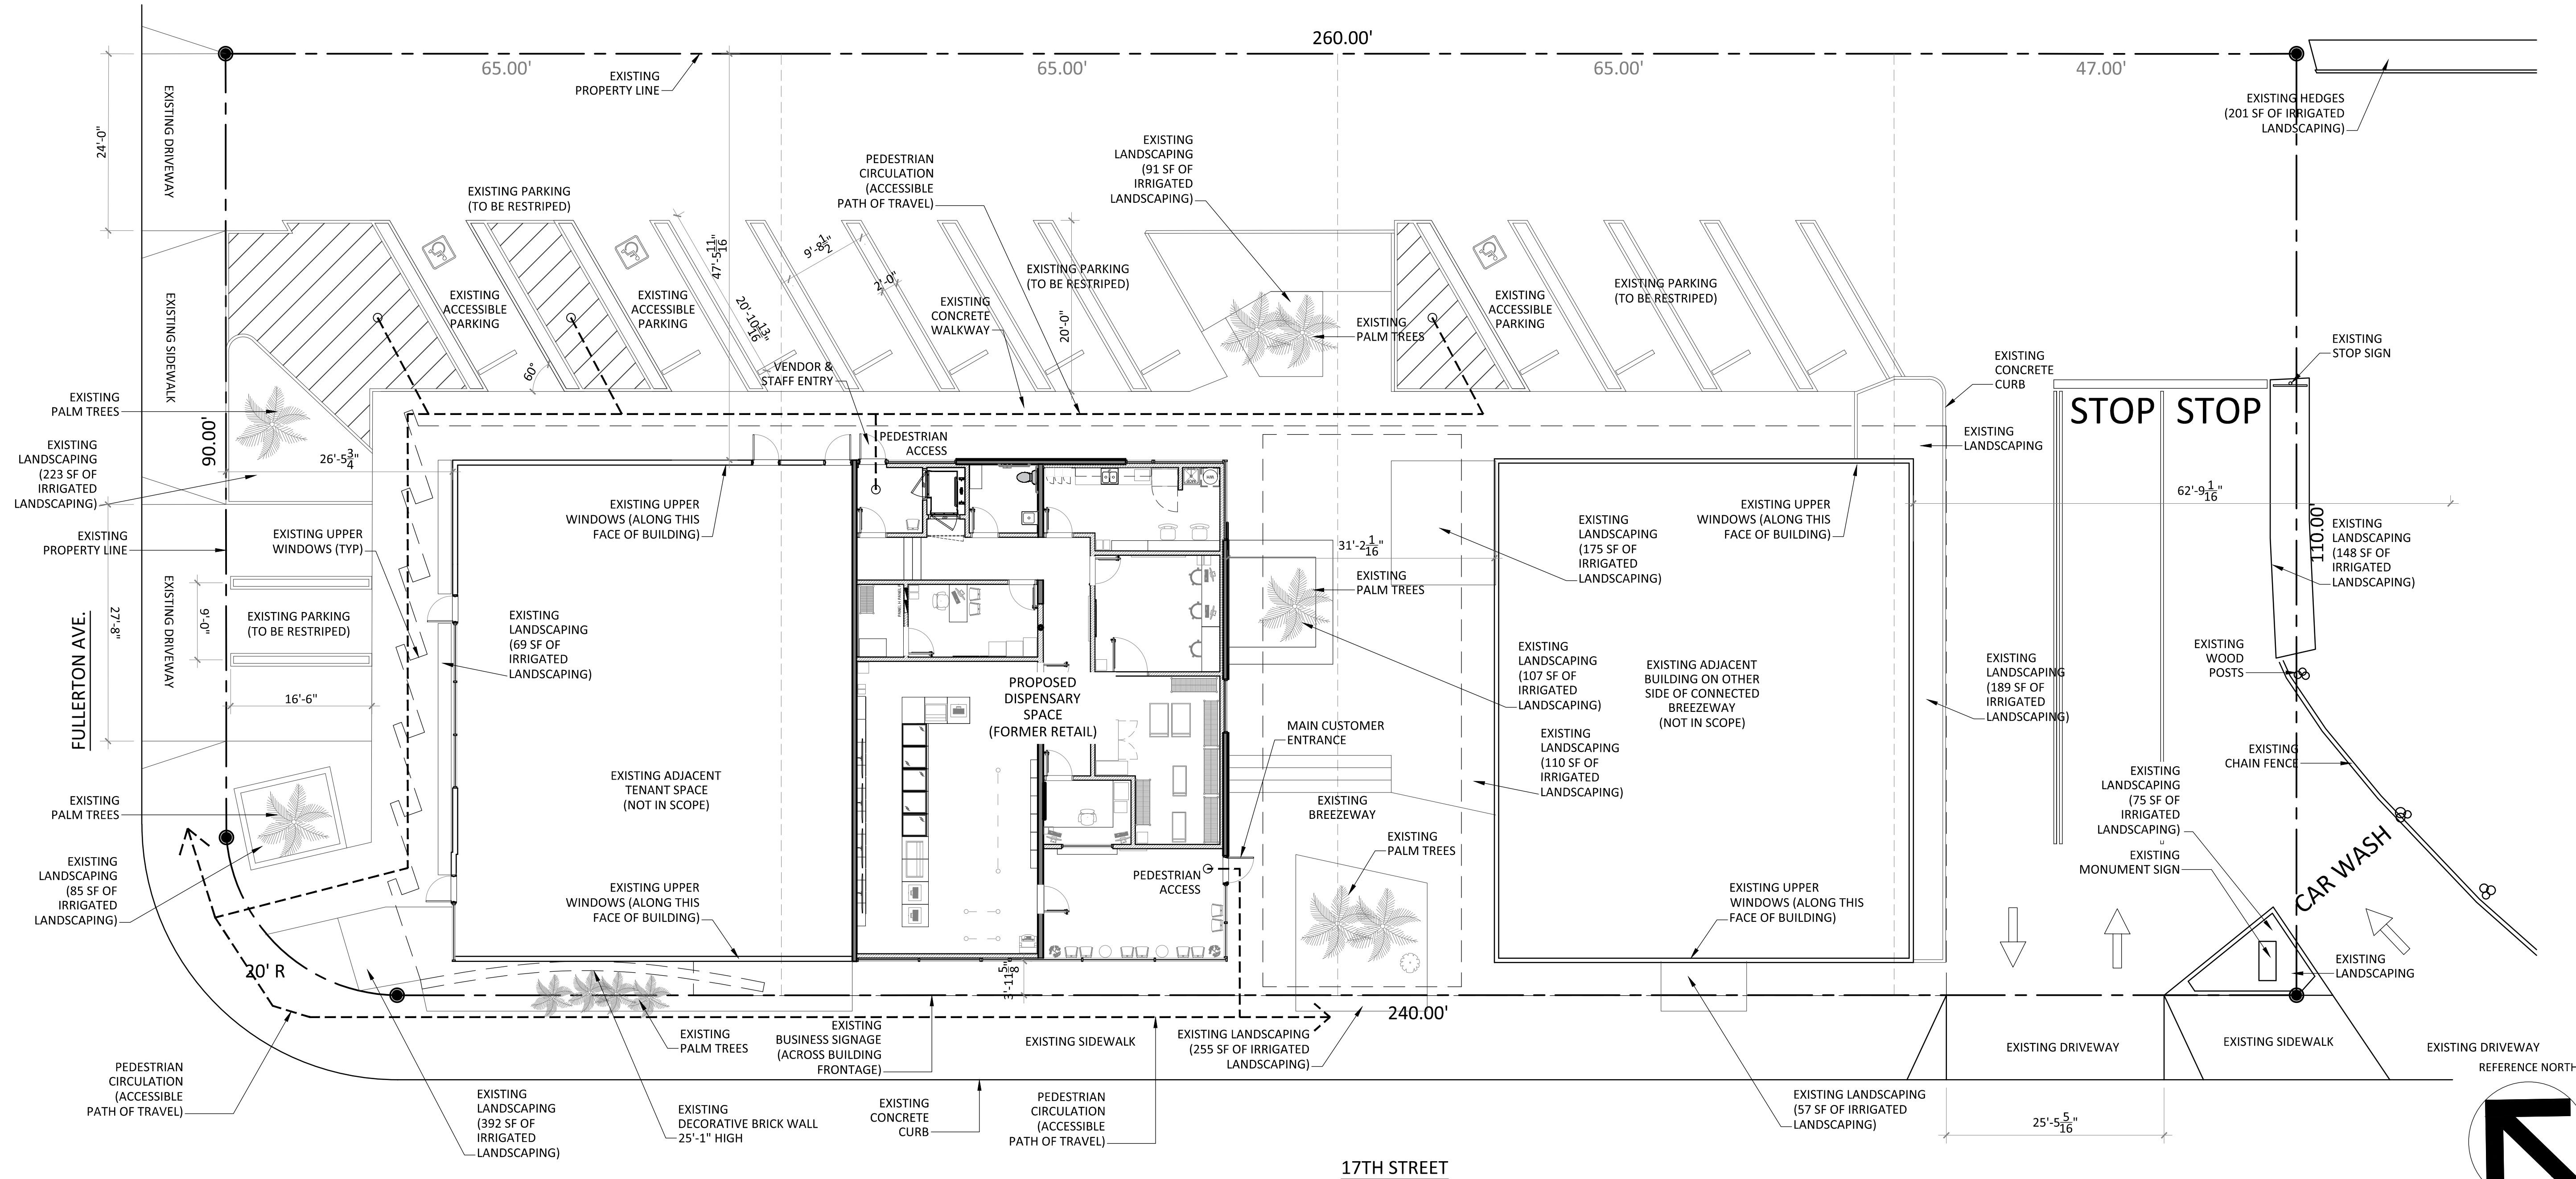 260.00'
65.00'
65.00'
65.00'
47.00'
EXISTING
PROPERTY LINE
EXISTING DRIVEWAY
24'-0"
EXISTING HEDGES
(201 SF OF IRRIGATED
LANDSCAPING)
EXISTING PARKING
(TO BE RESTRIPED)
PEDESTRIAN
CIRCULATION
(ACCESSIBLE
PATH OF TRAVEL)
EXISTING
LANDSCAPING
(91 SF OF
IRRIGATED
LANDSCAPING)
47'-5 11/16"
9'-8 1/2"
2'-0"
20'-10 13/16"
20'-0"
60°
EXISTING PARKING
(TO BE RESTRIPED)
EXISTING
CONCRETE
WALKWAY
EXISTING
ACCESSIBLE
PARKING
EXISTING
ACCESSIBLE
PARKING
EXISTING
ACCESSIBLE
PARKING
EXISTING PARKING
(TO BE RESTRIPED)
EXISTING
PALM TREES
EXISTING SIDEWALK
VENDOR &
STAFF ENTRY
EXISTING
CONCRETE
CURB
EXISTING
STOP SIGN
EXISTING
PALM TREES
90.00'
STOP
STOP
EXISTING
LANDSCAPING
(223 SF OF
IRRIGATED
LANDSCAPING)
26'-5 3/4"
PEDESTRIAN
ACCESS
EXISTING
LANDSCAPING
62'-9 1/16"
110.00'
EXISTING
PROPERTY LINE
EXISTING UPPER
WINDOWS (TYP)
EXISTING UPPER
WINDOWS (ALONG THIS
FACE OF BUILDING)
31'-2 1/16"
EXISTING
LANDSCAPING
(175 SF OF
IRRIGATED
LANDSCAPING)
EXISTING UPPER
WINDOWS (ALONG THIS
FACE OF BUILDING)
EXISTING
LANDSCAPING
(148 SF OF
IRRIGATED
LANDSCAPING)
EXISTING
PALM TREES
FULLERTON AVE.
27'-8"
EXISTING DRIVEWAY
9'-0"
EXISTING PARKING
(TO BE RESTRIPED)
16'-6"
EXISTING
LANDSCAPING
(69 SF OF
IRRIGATED
LANDSCAPING)
PROPOSED
DISPENSARY
SPACE
(FORMER RETAIL)
EXISTING
LANDSCAPING
(107 SF OF
IRRIGATED
LANDSCAPING)
EXISTING ADJACENT
BUILDING ON OTHER
SIDE OF CONNECTED
BREEZEWAY
(NOT IN SCOPE)
EXISTING
LANDSCAPING
(189 SF OF
IRRIGATED
LANDSCAPING)
EXISTING
WOOD
POSTS
MAIN CUSTOMER
ENTRANCE
EXISTING
LANDSCAPING
(110 SF OF
IRRIGATED
LANDSCAPING)
EXISTING
CHAIN FENCE
EXISTING ADJACENT
TENANT SPACE
(NOT IN SCOPE)
EXISTING
LANDSCAPING
(75 SF OF
IRRIGATED
LANDSCAPING)
EXISTING
PALM TREES
EXISTING
BREEZEWAY
EXISTING
PALM TREES
EXISTING
MONUMENT SIGN
CAR WASH
EXISTING
LANDSCAPING
(85 SF OF
IRRIGATED
LANDSCAPING)
EXISTING UPPER
WINDOWS (ALONG THIS
FACE OF BUILDING)
PEDESTRIAN
ACCESS
EXISTING UPPER
WINDOWS (ALONG THIS
FACE OF BUILDING)
20' R
3'-11 5/8"
EXISTING
LANDSCAPING
240.00'
EXISTING
PALM TREES
EXISTING
BUSINESS SIGNAGE
(ACROSS BUILDING
FRONTAGE)
EXISTING SIDEWALK
EXISTING LANDSCAPING
(255 SF OF IRRIGATED
LANDSCAPING)
EXISTING DRIVEWAY
EXISTING SIDEWALK
EXISTING DRIVEWAY
REFERENCE NORTH
PEDESTRIAN
CIRCULATION
(ACCESSIBLE
PATH OF TRAVEL)
EXISTING
LANDSCAPING
(392 SF OF
IRRIGATED
LANDSCAPING)
EXISTING
DECORATIVE BRICK WALL
25'-1" HIGH
EXISTING
CONCRETE
CURB
PEDESTRIAN
CIRCULATION
(ACCESSIBLE
PATH OF TRAVEL)
EXISTING LANDSCAPING
(57 SF OF IRRIGATED
LANDSCAPING)
25'-5 5/16"
17TH STREET